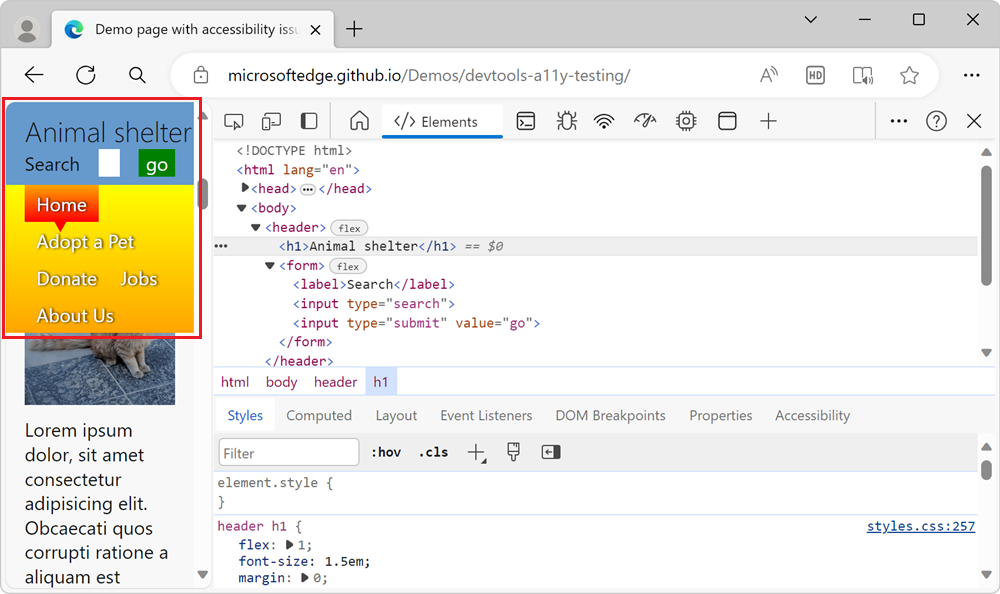 Demo page with accessibility issu
microsoftedge.github.io/Demos/devtools-a11y-testing/
HD
Animal shelter
Search go
Home
Adopt a Pet
Donate Jobs
About Us
Lorem ipsum
dolor, sit amet
consectetur
adipisicing elit.
Obcaecati quos
corrupti ratione a
aliquam est
</> Elements
<!DOCTYPE html>
<html lang="en">
<head> ••• </head>
<body>
<header> flex
••• <h1>Animal shelter</h1> == $0
<form> flex
<label>Search</label>
<input type="search">
<input type="submit" value="go">
</form>
</header>
html body header h1
Styles Computed Layout Event Listeners DOM Breakpoints Properties Accessibility
Filter :hov .cls
element.style {
}
header h1 { styles.css:257
flex: 1;
font-size: 1.5em;
margin: 0;